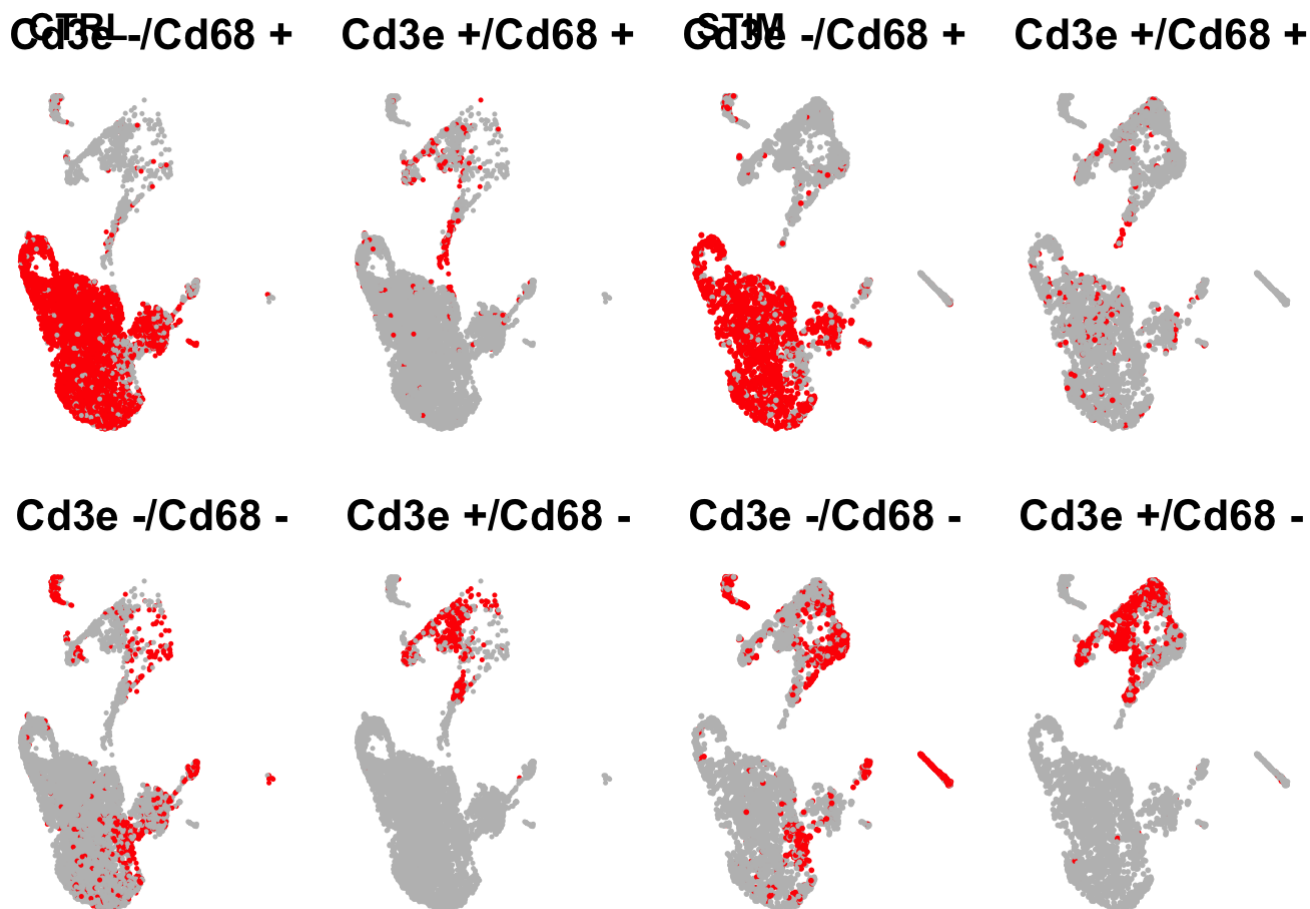 CTRL
STIM
Cd3e -/Cd68 +
Cd3e +/Cd68 +
Cd3e -/Cd68 +
Cd3e +/Cd68 +
Cd3e -/Cd68 -
Cd3e +/Cd68 -
Cd3e -/Cd68 -
Cd3e +/Cd68 -